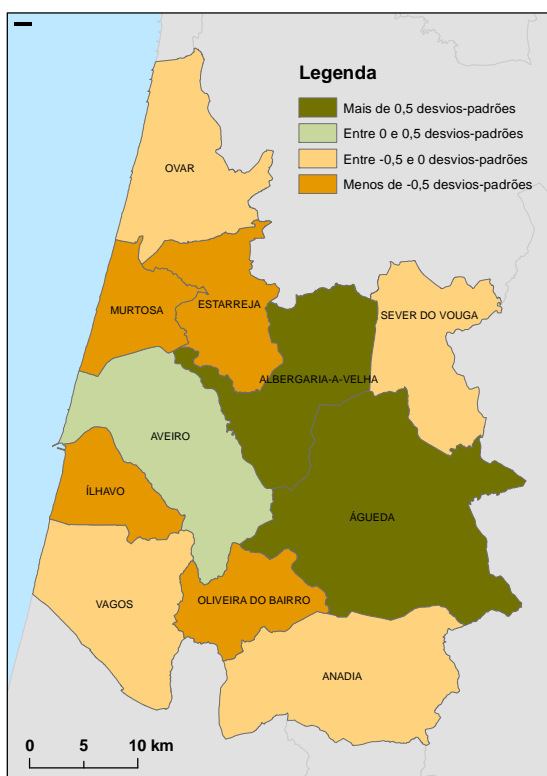 Legenda
Mais de 0,5 desvios-padrões
Entre 0 e 0,5 desvios-padrões
Entre -0,5 e 0 desvios-padrões
Menos de -0,5 desvios-padrões
OVAR
MURTOSA
ESTARREJA
SEVER DO VOUGA
ALBERGARIA-A-VELHA
AVEIRO
ÍLHAVO
ÁGUEDA
VAGOS
OLIVEIRA DO BAIRRO
ANADIA
0 5 10 km